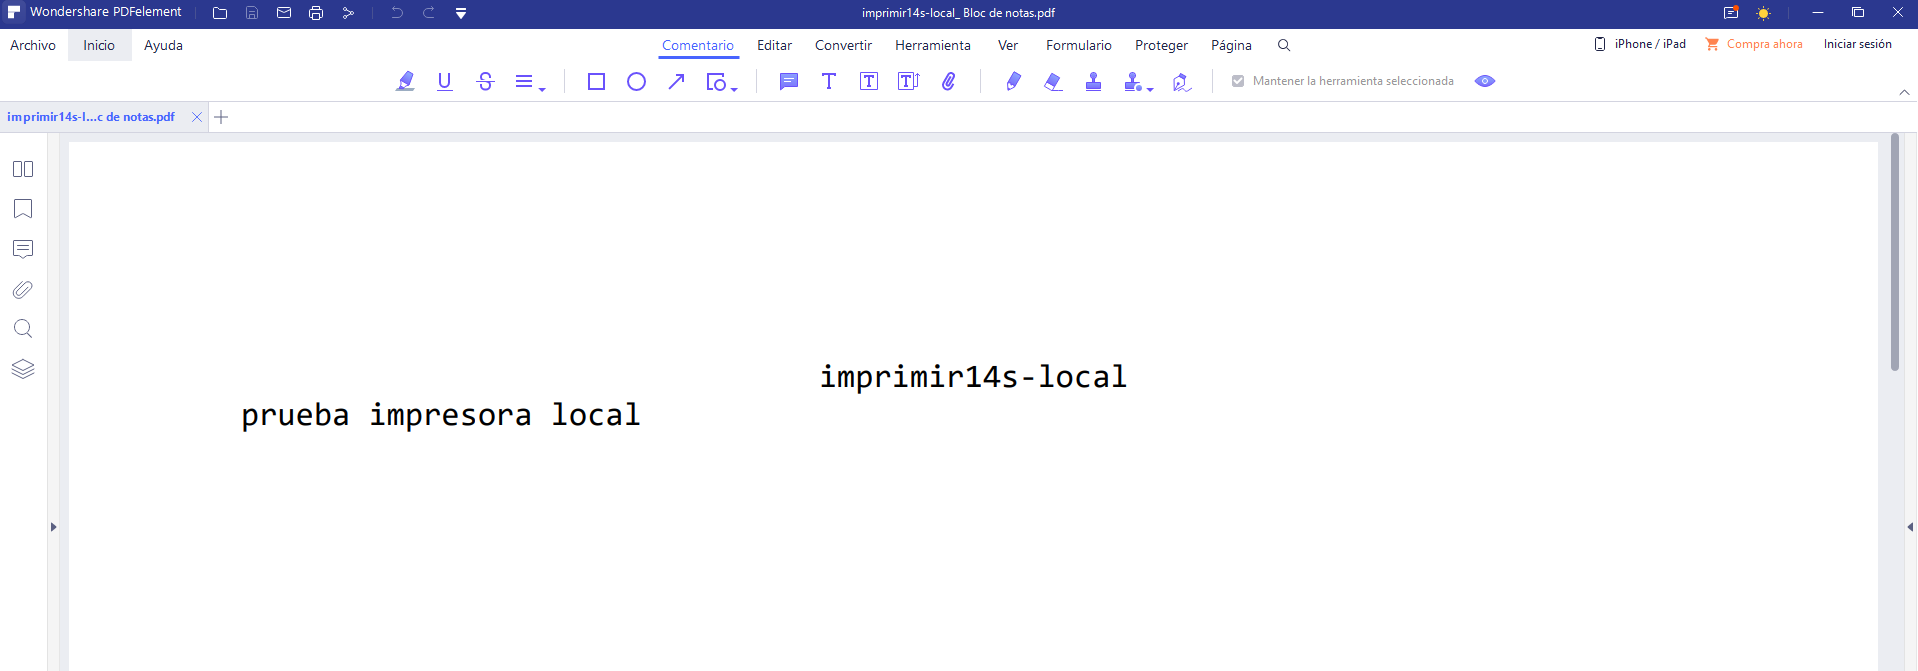 Wondershare PDFelement
imprimir14s-local_ Bloc de notas.pdf
Archivo Inicio Ayuda Comentario Editar Convertir Herramienta Ver Formulario Proteger Página iPhone / iPad Compra ahora Iniciar sesión
Mantener la herramienta seleccionada
imprimir14s-l...c de notas.pdf
imprimir14s-local
prueba impresora local